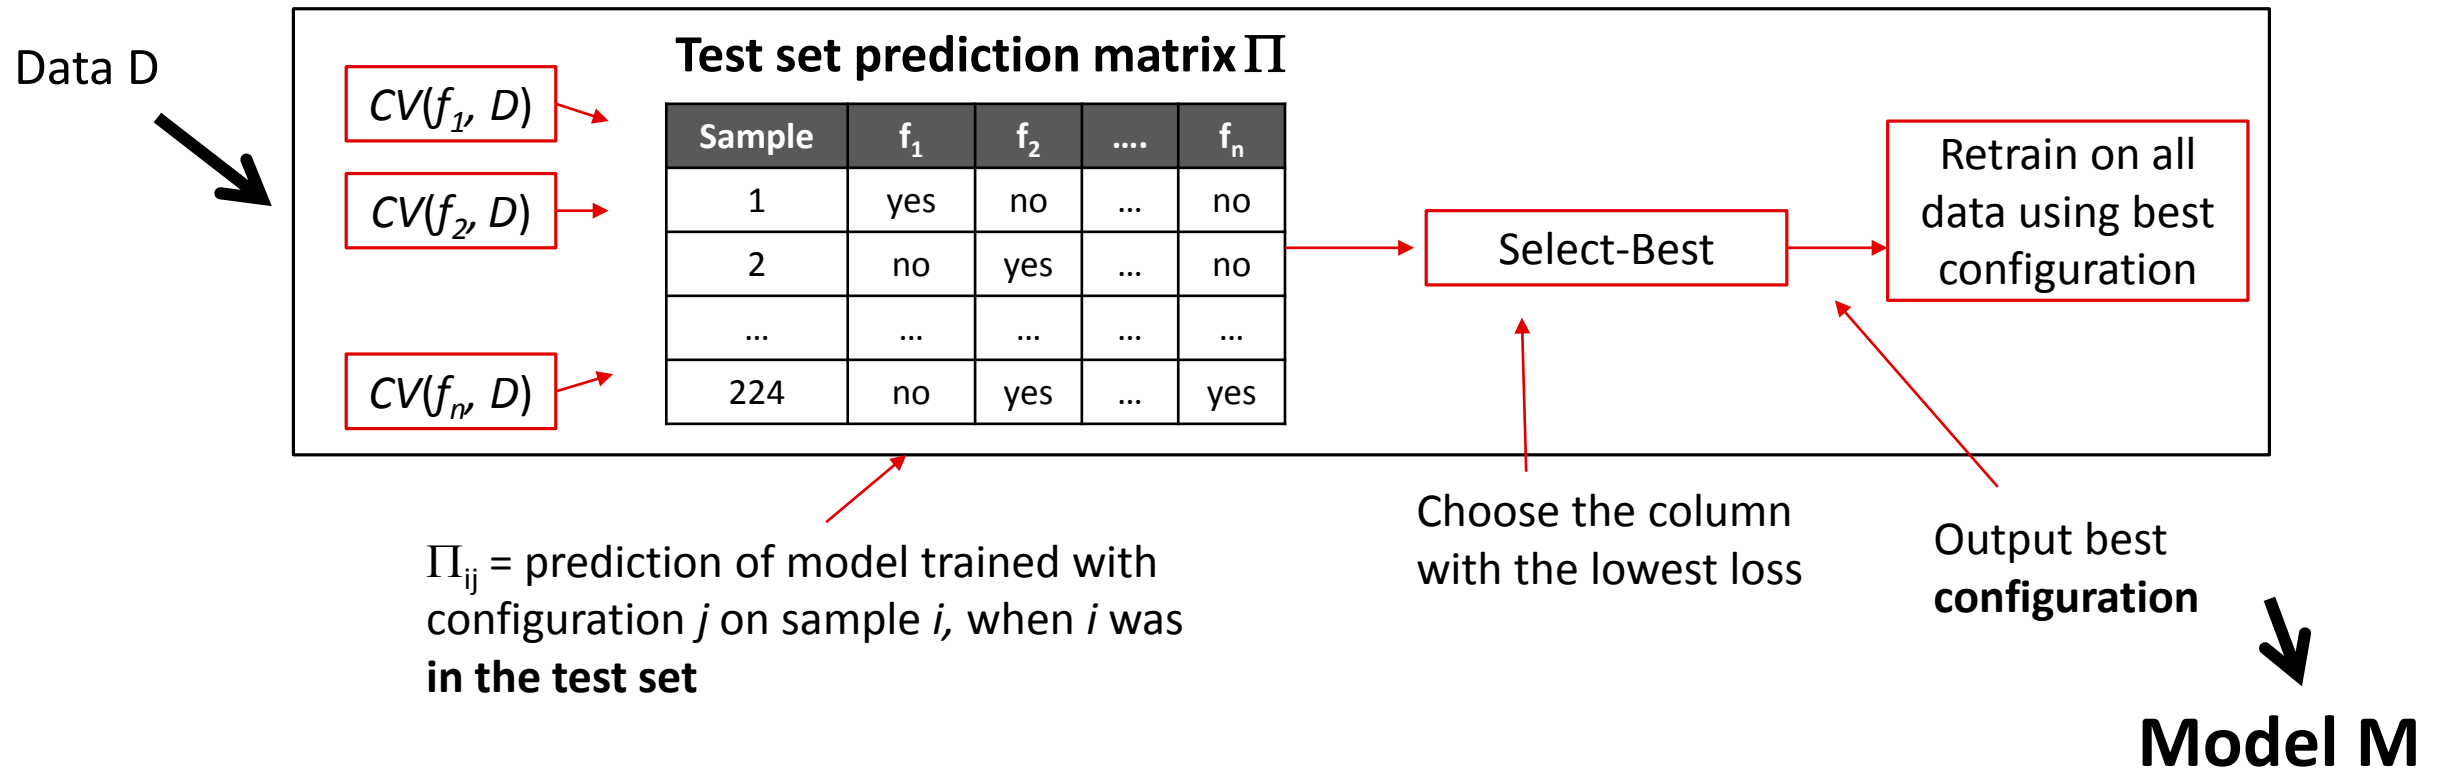 Data D
CV(f1, D)
CV(f2, D)
CV(fn, D)
Test set prediction matrix Π
Sample f1 f2 .... fn
1 yes no ... no
2 no yes ... no
... ... ... ... ...
224 no yes ... yes
Select-Best
Retrain on all
data using best
configuration
Πij = prediction of model trained with
configuration j on sample i, when i was
in the test set
Choose the column
with the lowest loss
Output best
configuration
Model M